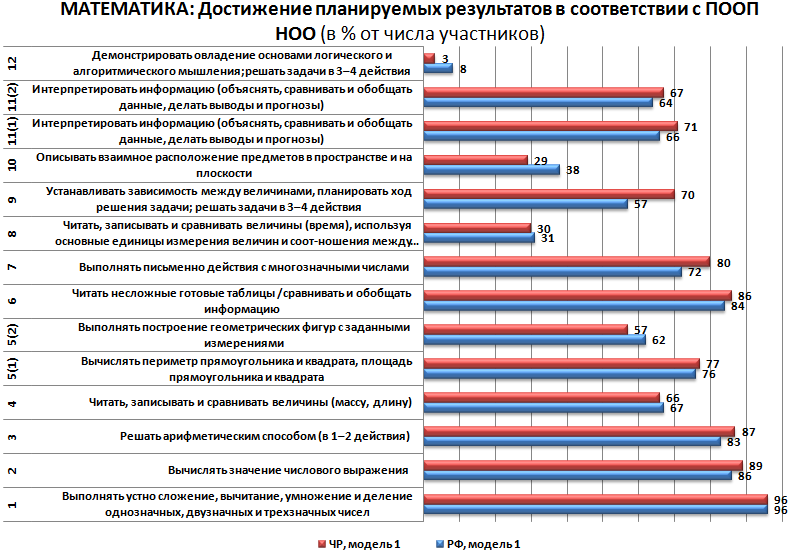 МАТЕМАТИКА: Достижение планируемых результатов в соответствии с ПООП
НОО (в % от числа участников)
12
Демонстрировать овладение основами логического и
алгоритмического мышления; решать задачи в 3–4 действия
3
8
11(2)
Интерпретировать информацию (объяснять, сравнивать и обобщать
данные, делать выводы и прогнозы)
67
64
11(1)
Интерпретировать информацию (объяснять, сравнивать и обобщать
данные, делать выводы и прогнозы)
71
66
10
Описывать взаимное расположение предметов в пространстве и на
плоскости
29
38
9
Устанавливать зависимость между величинами, планировать ход
решения задачи; решать задачи в 3–4 действия
70
57
8
Читать, записывать и сравнивать величины (время), используя
основные единицы измерения величин и соот-ношения между...
30
31
7
Выполнять письменно действия с многозначными числами
80
72
6
Читать несложные готовые таблицы /сравнивать и обобщать
информацию
86
84
5(2)
Выполнять построение геометрических фигур с заданными
измерениями
57
62
5(1)
Вычислять периметр прямоугольника и квадрата, площадь
прямоугольника и квадрата
77
76
4
Читать, записывать и сравнивать величины (массу, длину)
66
67
3
Решать арифметическим способом (в 1–2 действия)
87
83
2
Вычислять значение числового выражения
89
86
1
Выполнять устно сложение, вычитание, умножение и деление
однозначных, двузначных и трехзначных чисел
96
96
ЧР, модель 1 РФ, модель 1